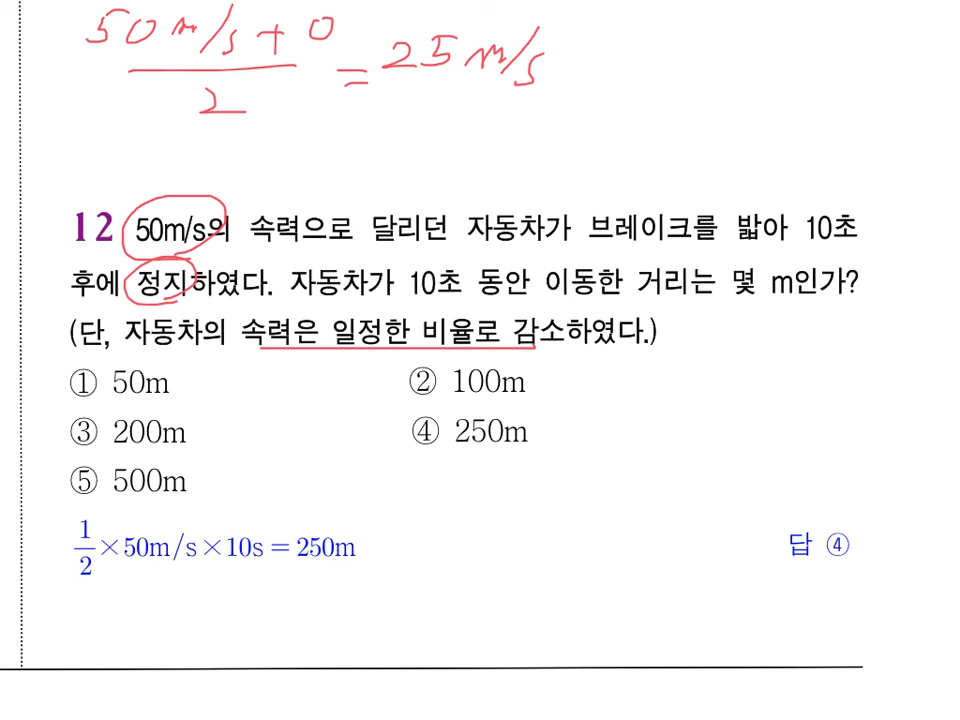 50m/s + 0
2
= 25m/s
12 50m/s의 속력으로 달리던 자동차가 브레이크를 밟아 10초
후에 정지하였다. 자동차가 10초 동안 이동한 거리는 몇 m인가?
(단, 자동차의 속력은 일정한 비율로 감소하였다.)
① 50m ② 100m
③ 200m ④ 250m
⑤ 500m
1/2 ×50m/s×10s=250m 답 ④